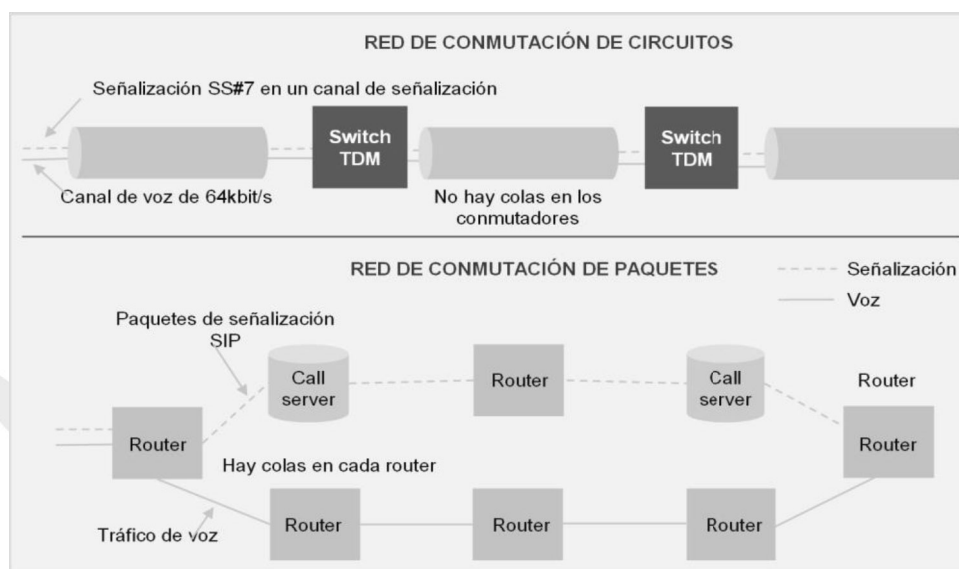 RED DE CONMUTACIÓN DE CIRCUITOS
Señalización SS#7 en un canal de señalización
Switch
TDM
Switch
TDM
Canal de voz de 64kbit/s
No hay colas en los
conmutadores
RED DE CONMUTACIÓN DE PAQUETES
Señalización
Voz
Paquetes de señalización
SIP
Call
server
Router
Call
server
Router
Router
Router
Hay colas en cada router
Tráfico de voz
Router
Router
Router